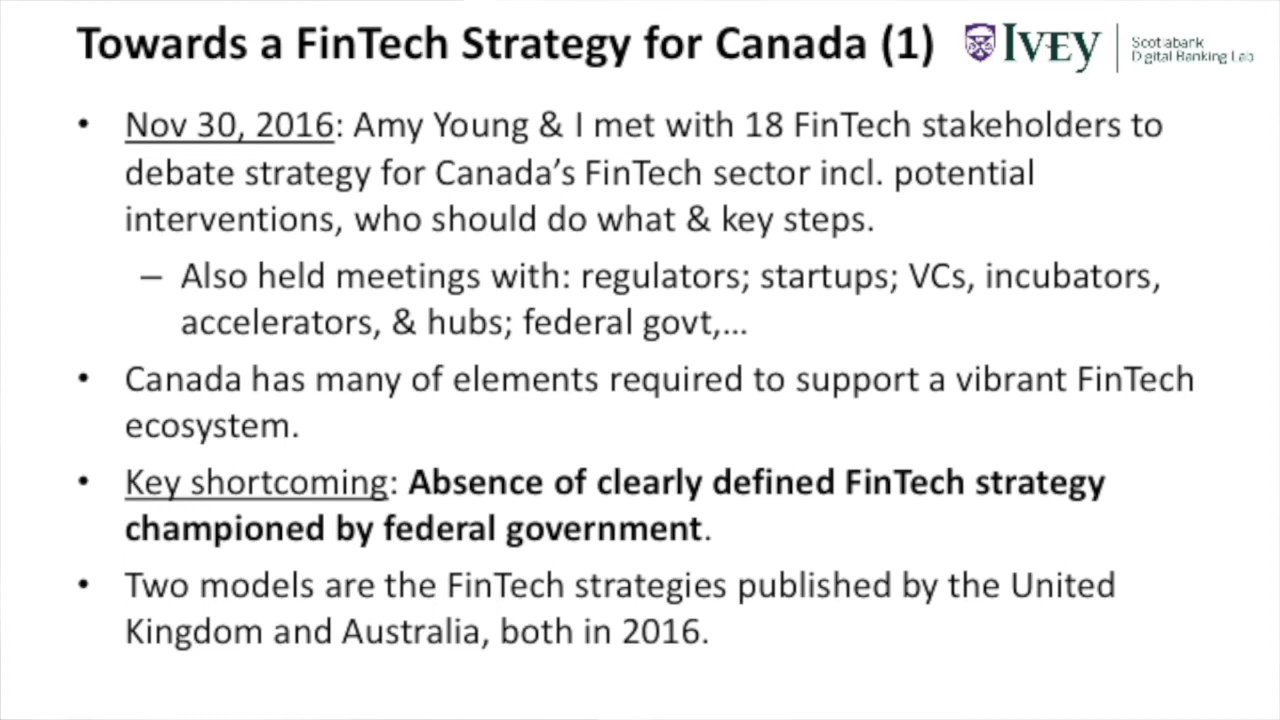 Towards a FinTech Strategy for Canada (1)
IVEY
Scotiabank
Digital Banking Lab
• Nov 30, 2016: Amy Young & I met with 18 FinTech stakeholders to
debate strategy for Canada’s FinTech sector incl. potential
interventions, who should do what & key steps.
– Also held meetings with: regulators; startups; VCs, incubators,
accelerators, & hubs; federal govt,...
• Canada has many of elements required to support a vibrant FinTech
ecosystem.
• Key shortcoming: Absence of clearly defined FinTech strategy
championed by federal government.
• Two models are the FinTech strategies published by the United
Kingdom and Australia, both in 2016.